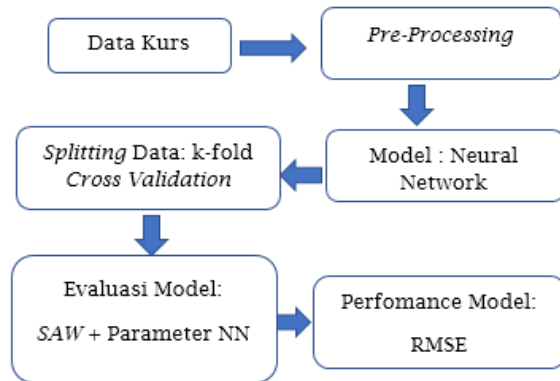 Data Kurs
Pre-Processing
Model : Neural
Network
Splitting Data: k-fold
Cross Validation
Evaluasi Model:
SAW + Parameter NN
Perfomance Model:
RMSE